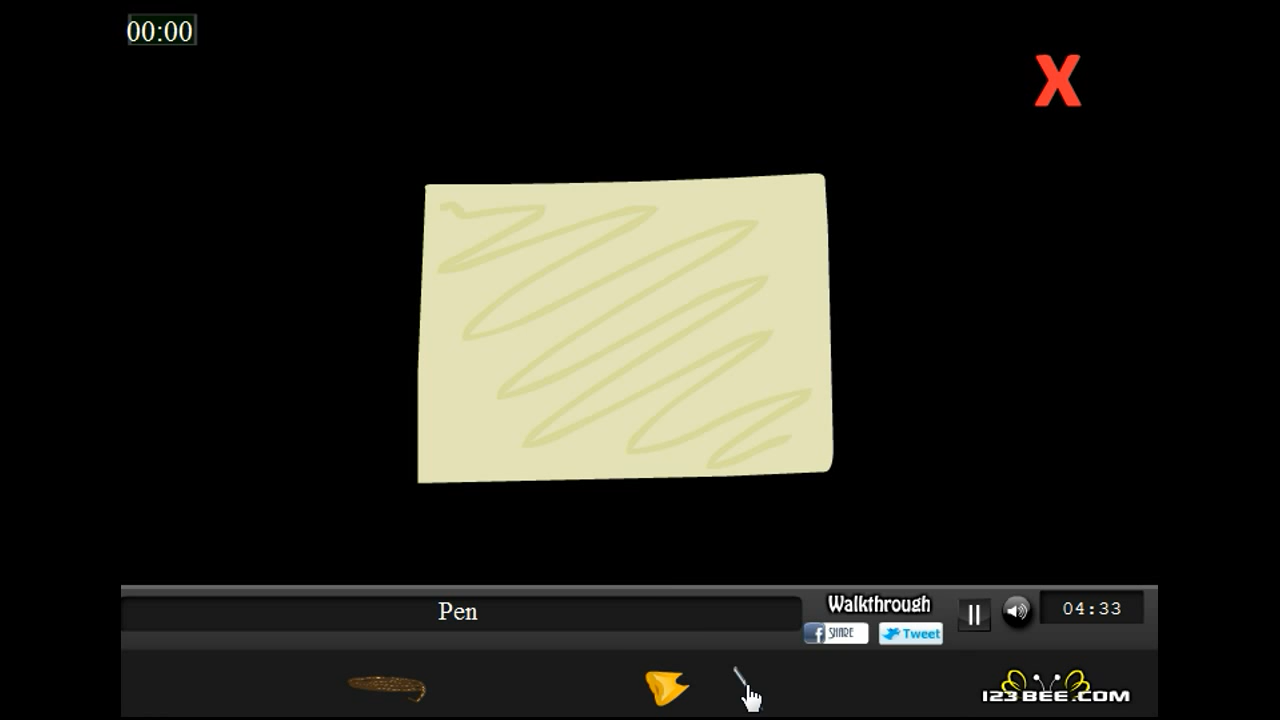 00:00
X
Pen
Walkthrough
04:33
f SHARE
Tweet
123BEE.COM